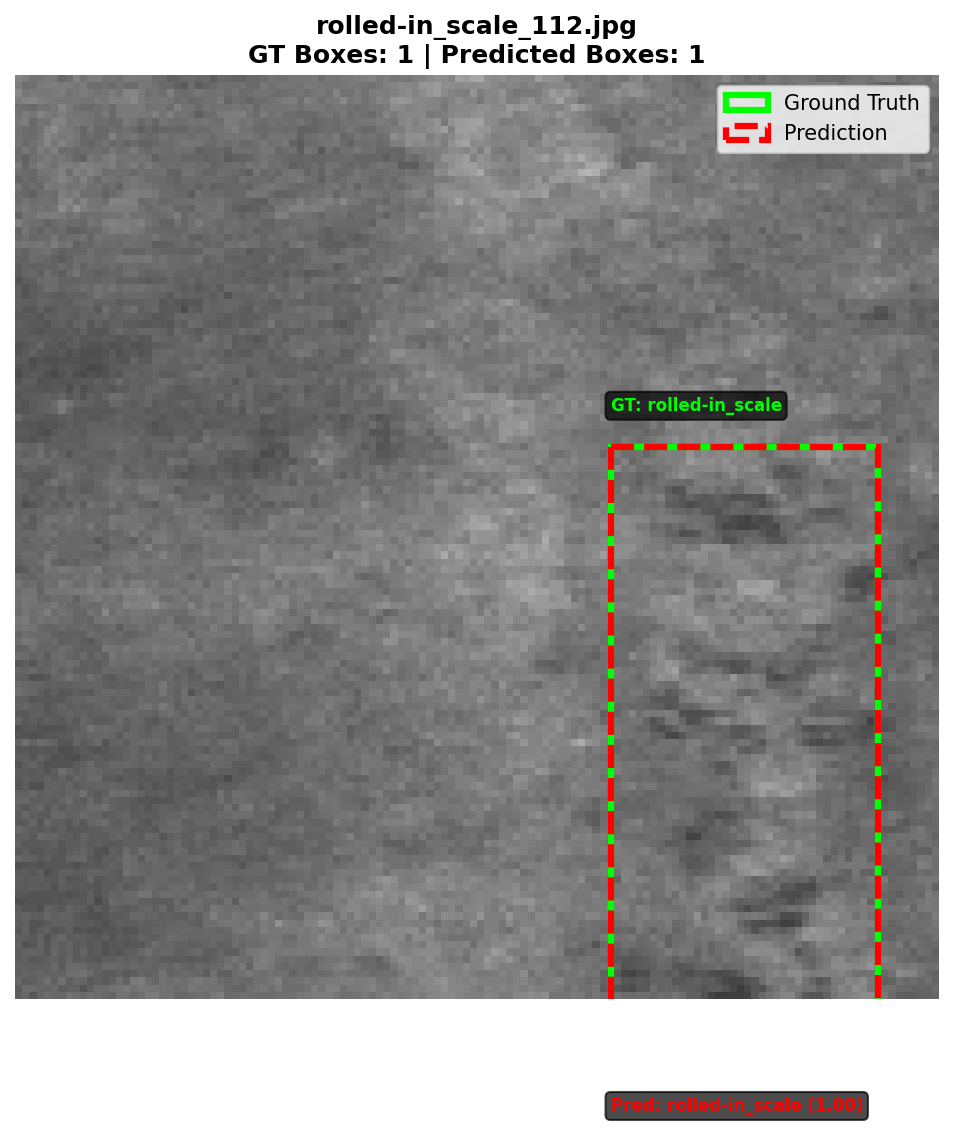 rolled-in_scale_112.jpg
GT Boxes: 1 | Predicted Boxes: 1
Ground Truth
Prediction
GT: rolled-in_scale
Pred: rolled-in_scale (1.00)